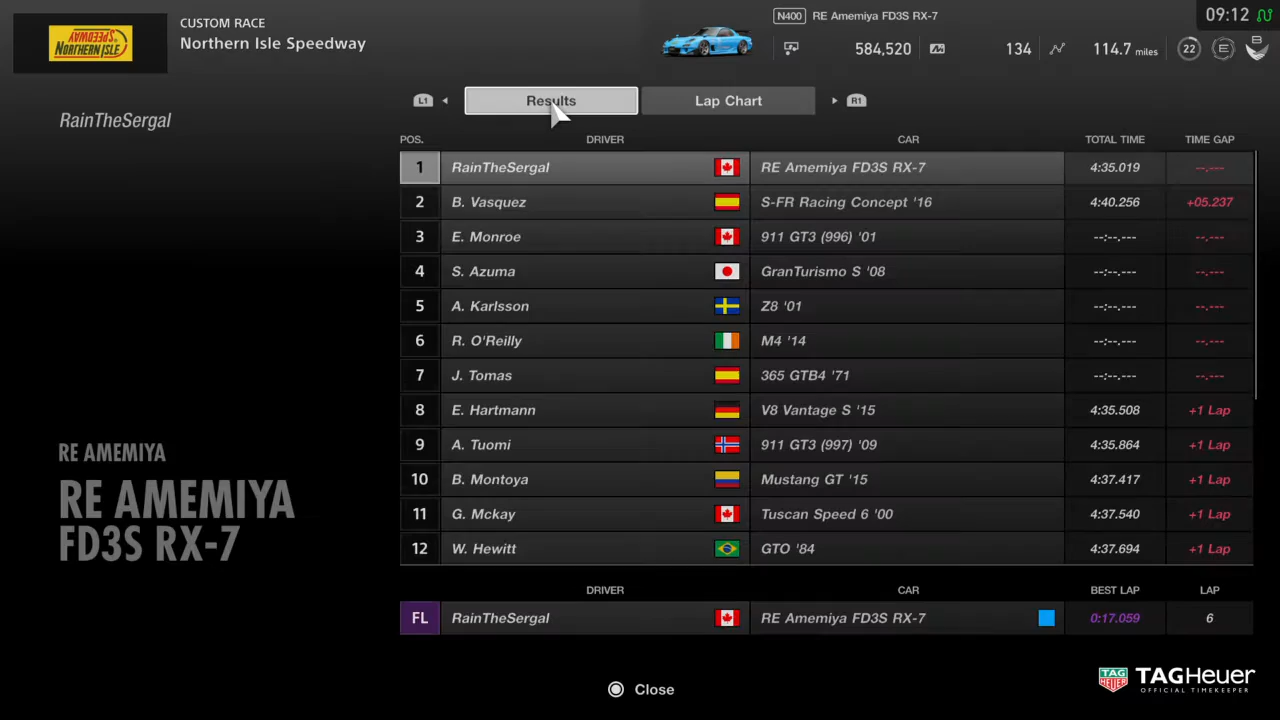 CUSTOM RACE
Northern Isle Speedway
SPEEDWAY
NORTHERN ISLE
N400 RE Amemiya FD3S RX-7
584,520 134 114.7 miles 22 E B
09:12
RainTheSergal
L1 Results Lap Chart R1
POS. DRIVER CAR TOTAL TIME TIME GAP
1 RainTheSergal RE Amemiya FD3S RX-7 4:35.019 --.---
2 B. Vasquez S-FR Racing Concept '16 4:40.256 +05.237
3 E. Monroe 911 GT3 (996) '01 --:--.--- --.---
4 S. Azuma GranTurismo S '08 --:--.--- --.---
5 A. Karlsson Z8 '01 --:--.--- --.---
6 R. O'Reilly M4 '14 --:--.--- --.---
7 J. Tomas 365 GTB4 '71 --:--.--- --.---
8 E. Hartmann V8 Vantage S '15 4:35.508 +1 Lap
9 A. Tuomi 911 GT3 (997) '09 4:35.864 +1 Lap
10 B. Montoya Mustang GT '15 4:37.417 +1 Lap
11 G. Mckay Tuscan Speed 6 '00 4:37.540 +1 Lap
12 W. Hewitt GTO '84 4:37.694 +1 Lap
DRIVER CAR BEST LAP LAP
FL RainTheSergal RE Amemiya FD3S RX-7 0:17.059 6
RE AMEMIYA
RE AMEMIYA
FD3S RX-7
Close
TAG HEUER TAGHeuer
OFFICIAL TIMEKEEPER